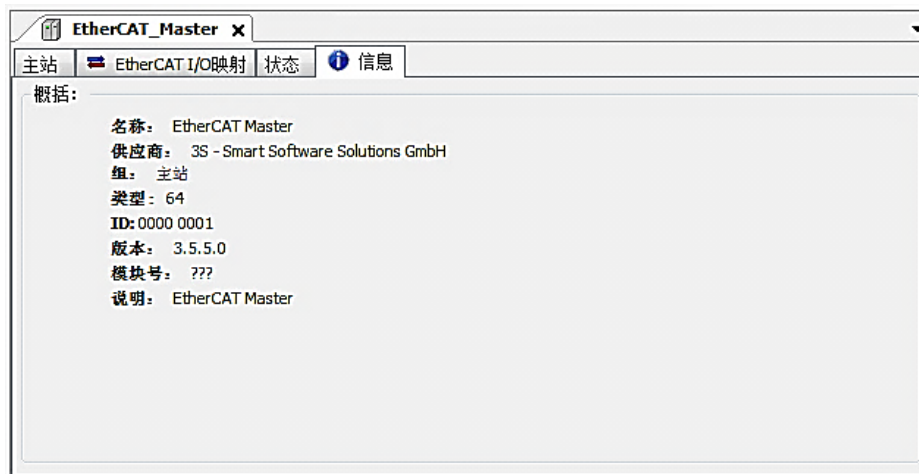 EtherCAT_Master x
主站 EtherCAT I/O映射 状态 信息
概括:
名称: EtherCAT Master
供应商: 3S - Smart Software Solutions GmbH
组: 主站
类型: 64
ID: 0000 0001
版本: 3.5.5.0
模块号: ???
说明: EtherCAT Master